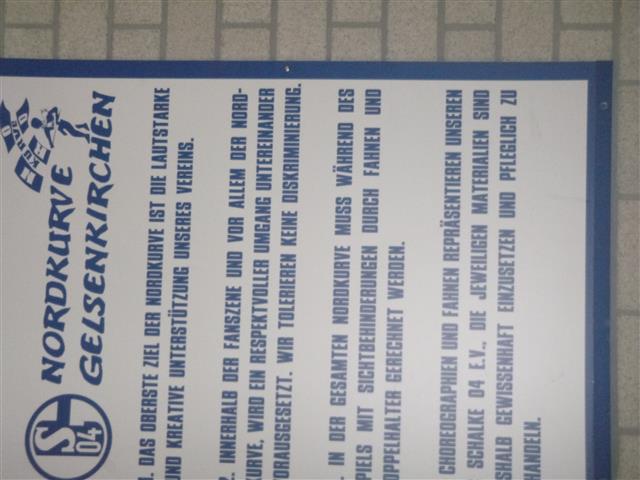 NORDKURVE
GELSENKIRCHEN
S 04
1. DAS OBERSTE ZIEL DER NORDKURVE IST DIE LAUTSTARKE
UND KREATIVE UNTERSTÜTZUNG UNSERES VEREINS.
2. INNERHALB DER FANSZENE UND VOR ALLEM DER NORD-
KURVE, WIRD EIN RESPEKTVOLLER UMGANG UNTEREINANDER
VORAUSGESETZT. WIR TOLERIEREN KEINE DISKRIMINIERUNG.
. IN DER GESAMTEN NORDKURVE MUSS WÄHREND DES
PIELS MIT SICHTBEHINDERUNGEN DURCH FAHNEN UND
OPPELHALTER GERECHNET WERDEN.
CHOREOGRAPHIEN UND FAHNEN REPRÄSENTIEREN UNSEREN
SCHALKE 04 E.V., DIE JEWEILIGEN MATERIALIEN SIND
SHALB GEWISSENHAFT EINZUSETZEN UND PFLEGLICH ZU
HANDELN.